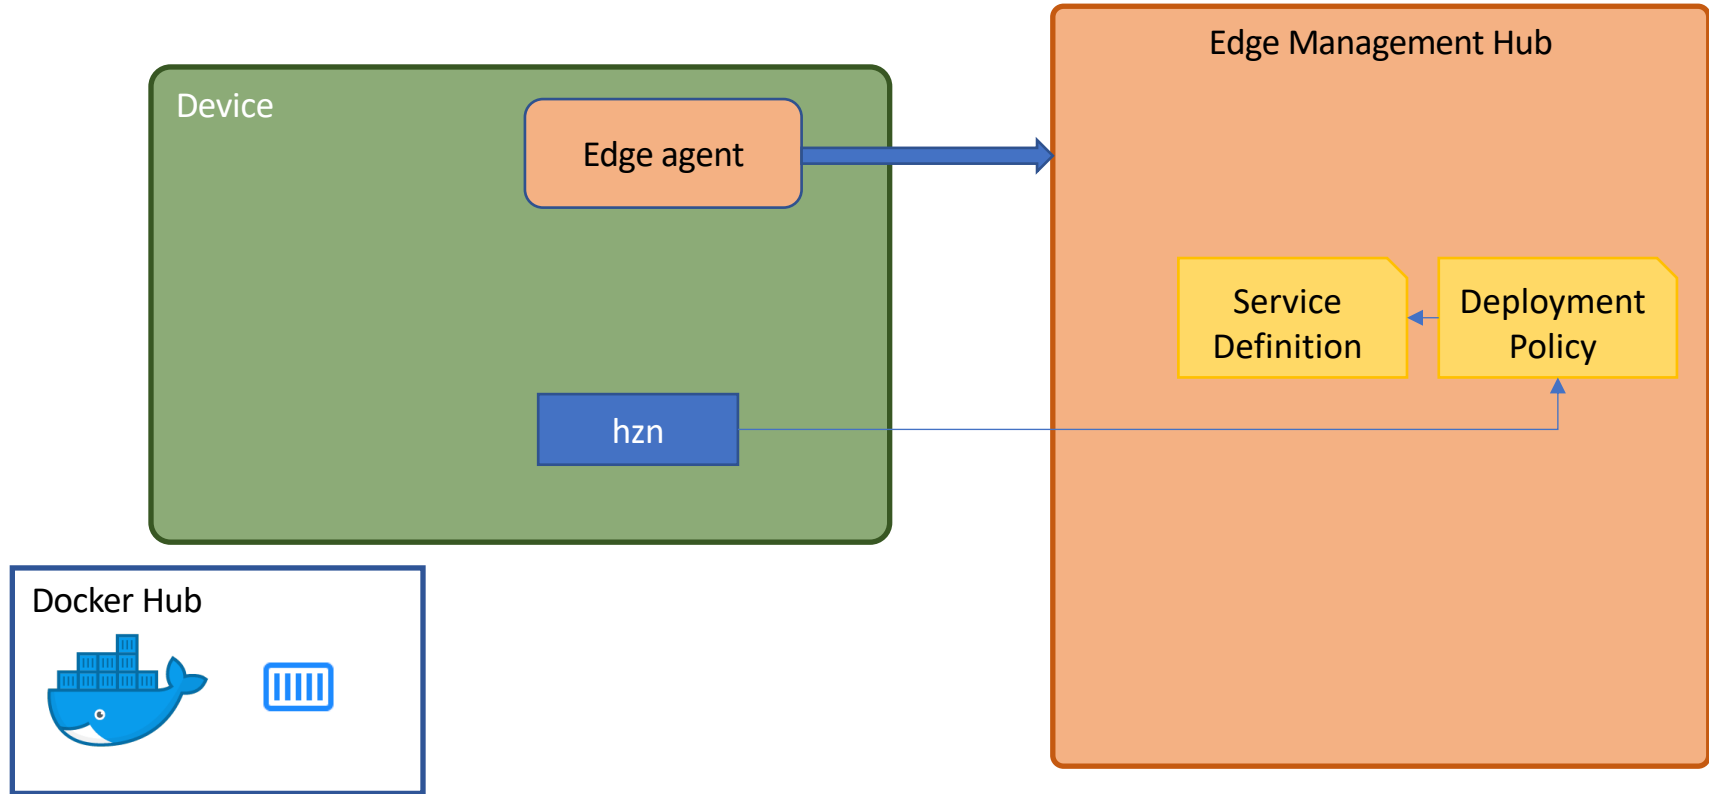 Edge Management Hub
Device
Edge agent
Service
Definition
Deployment
Policy
hzn
Docker Hub